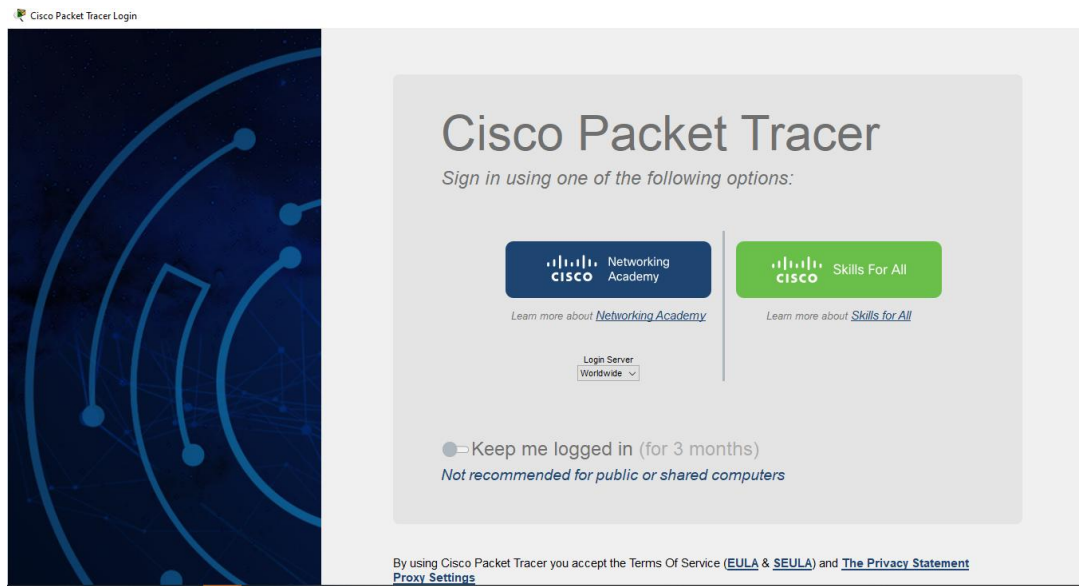 Cisco Packet Tracer Login
Cisco Packet Tracer
Sign in using one of the following options:
CISCO Networking Academy
Learn more about Networking Academy
Login Server
Worldwide
CISCO Skills For All
Learn more about Skills for All
Keep me logged in (for 3 months)
Not recommended for public or shared computers
By using Cisco Packet Tracer you accept the Terms Of Service (EULA & SEULA) and The Privacy Statement
Proxy Settings